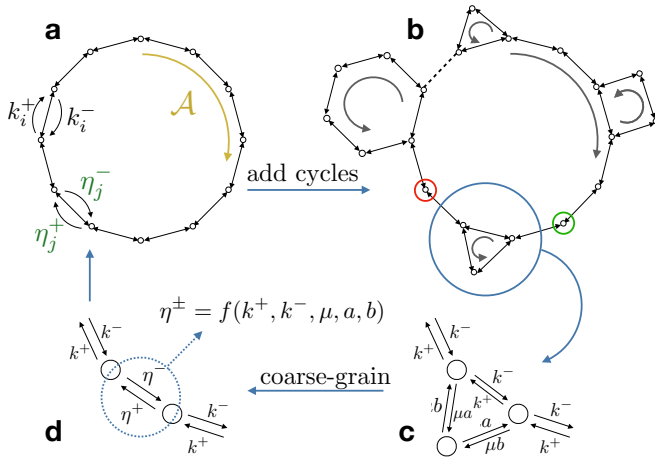 a
b
𝒜
k_i^+
k_i^-
η_j^-
η_j^+
add cycles
η^± = f(k^+, k^-, μ, a, b)
coarse-grain
d
k^-
k^+
η^-
η^+
k^-
k^+
c
k^-
k^+
k^-
k^+
b
μa
a
μb
k^-
k^+